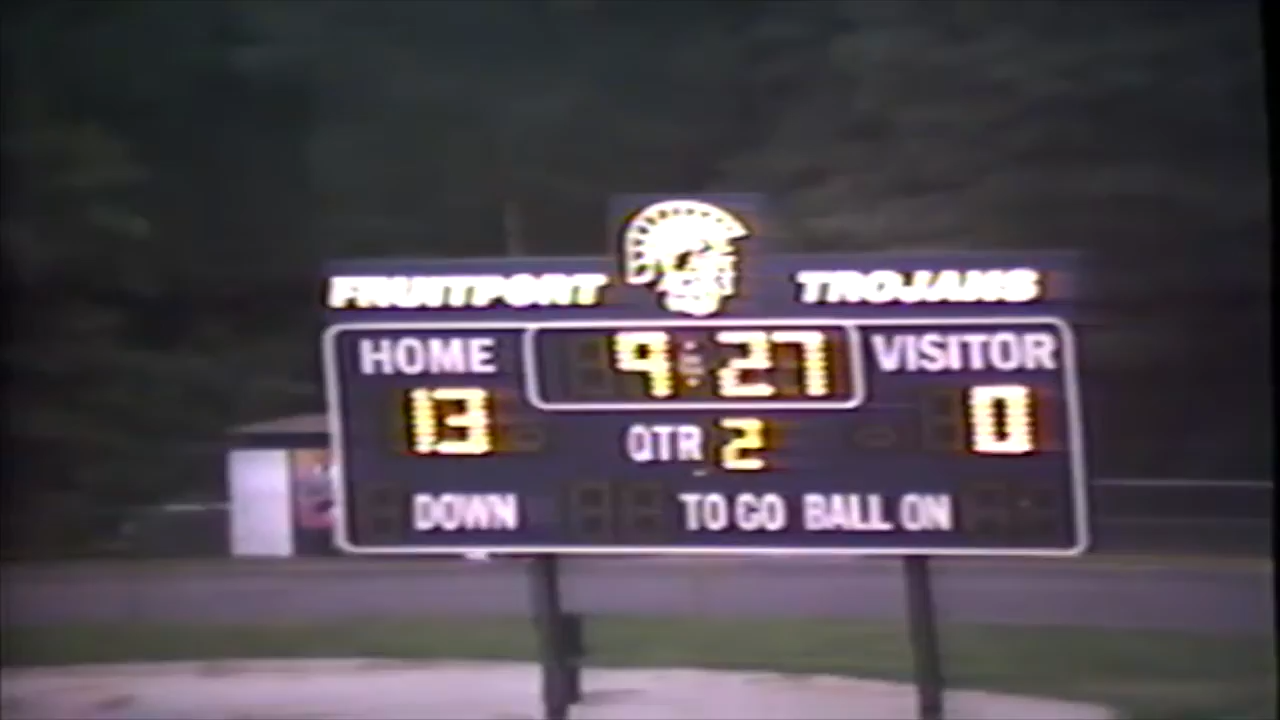 FRUITPORT TROJANS
HOME 9:27 VISITOR
13 QTR 2 0
DOWN TO GO BALL ON